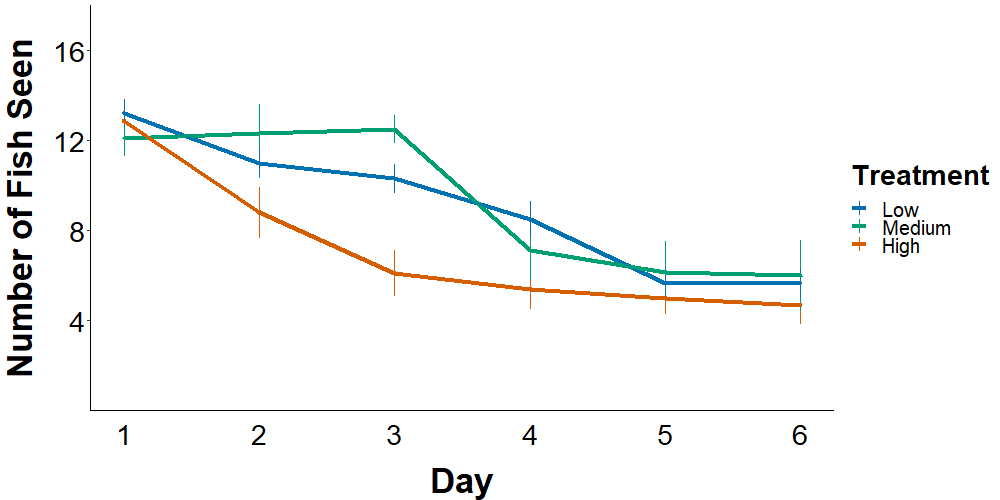 Number of Fish Seen
16
12
8
4
1 2 3 4 5 6
Day
Treatment
Low
Medium
High